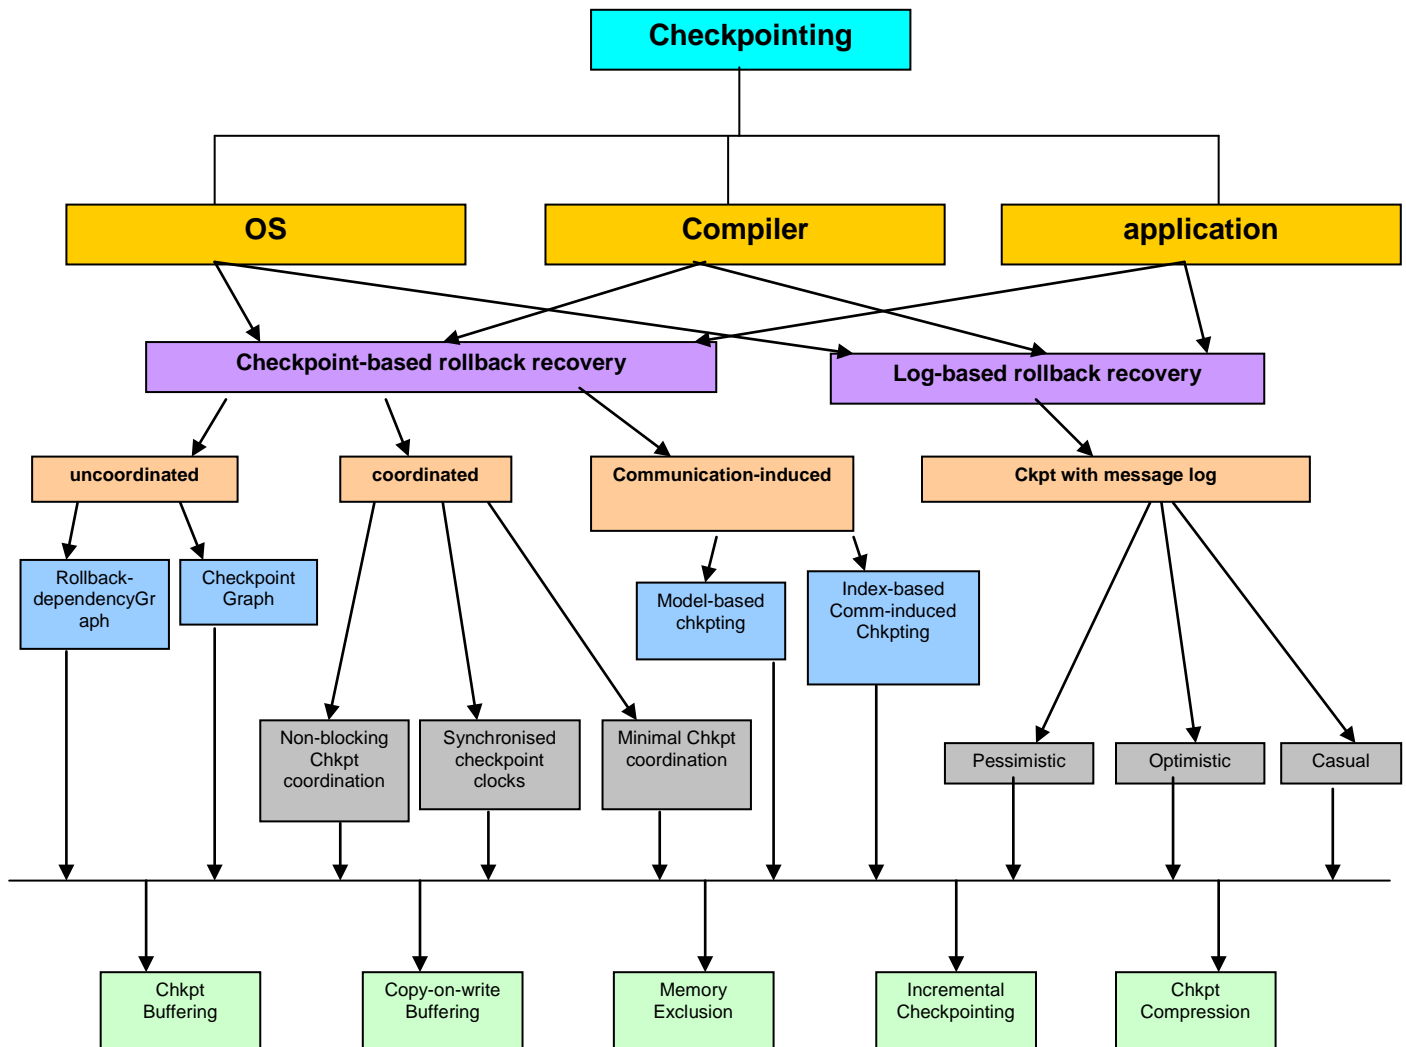 Checkpointing
OS
Compiler
application
Checkpoint-based rollback recovery
Log-based rollback recovery
uncoordinated
coordinated
Communication-induced
Ckpt with message log
Rollback-
dependencyGr
aph
Checkpoint
Graph
Model-based
chkpting
Index-based
Comm-induced
Chkpting
Non-blocking
Chkpt
coordination
Synchronised
checkpoint
clocks
Minimal Chkpt
coordination
Pessimistic
Optimistic
Casual
Chkpt
Buffering
Copy-on-write
Buffering
Memory
Exclusion
Incremental
Checkpointing
Chkpt
Compression